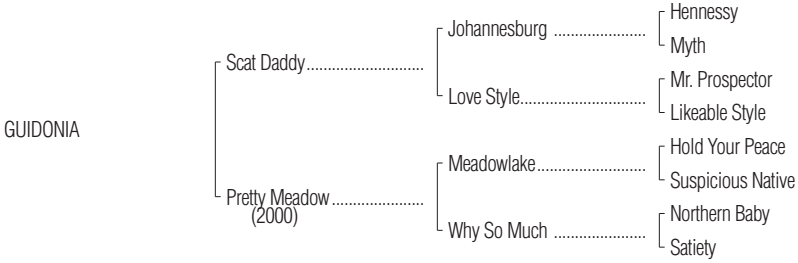 Hennessy
Johannesburg ......................
Myth
Scat Daddy...........................
Mr. Prospector
Love Style.............................
Likeable Style
GUIDONIA
Hold Your Peace
Meadowlake.........................
Suspicious Native
Pretty Meadow .....................
(2000)
Northern Baby
Why So Much ......................
Satiety